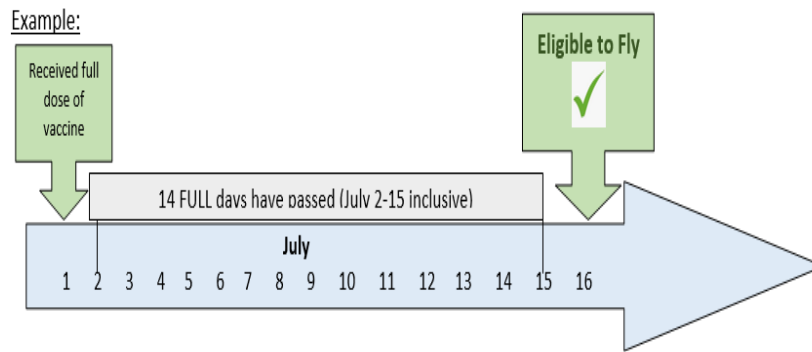 Example:
Received full
dose of
vaccine
Eligible to Fly
14 FULL days have passed (July 2-15 inclusive)
July
1 2 3 4 5 6 7 8 9 10 11 12 13 14 15 16